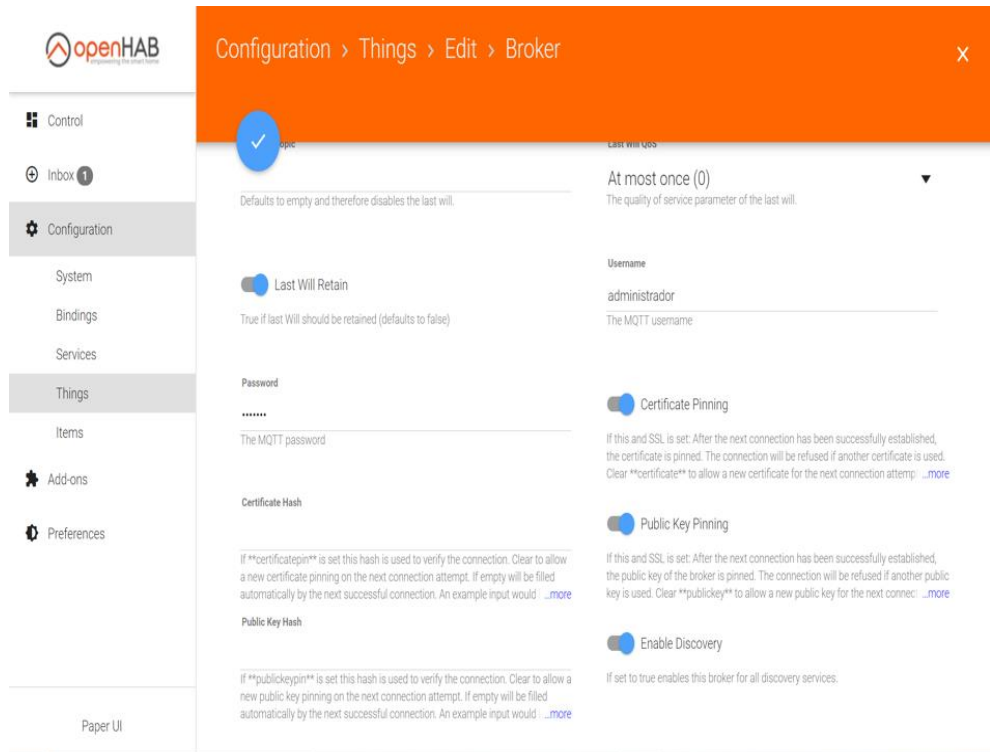 openHAB
empowering the smart home
Control
Inbox 1
Configuration
System
Bindings
Services
Things
Items
Add-ons
Preferences
Paper UI
Configuration › Things › Edit › Broker
X
opic
Defaults to empty and therefore disables the last will.
Last Will QoS
At most once (0)
The quality of service parameter of the last will.
Last Will Retain
True if last Will should be retained (defaults to false)
Username
administrador
The MQTT username
Password
•••••••
The MQTT password
Certificate Pinning
If this and SSL is set: After the next connection has been successfully established,
the certificate is pinned. The connection will be refused if another certificate is used.
Clear **certificate** to allow a new certificate for the next connection attemp ...more
Certificate Hash
If **certificatepin** is set this hash is used to verify the connection. Clear to allow
a new certificate pinning on the next connection attempt. If empty will be filled
automatically by the next successful connection. An example input would ...more
Public Key Pinning
If this and SSL is set: After the next connection has been successfully established,
the public key of the broker is pinned. The connection will be refused if another public
key is used. Clear **publickey** to allow a new public key for the next connec ...more
Public Key Hash
If **publickeypin** is set this hash is used to verify the connection. Clear to allow a
new public key pinning on the next connection attempt. If empty will be filled
automatically by the next successful connection. An example input would ...more
Enable Discovery
If set to true enables this broker for all discovery services.